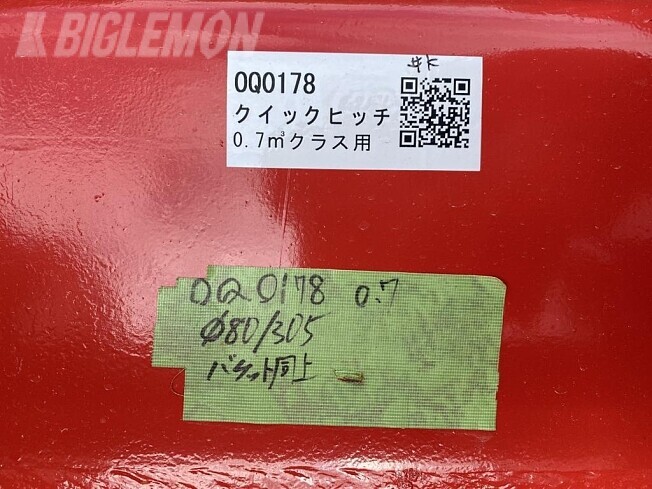 BIGLEMON
OQ0178
クイックヒッチ
0.7㎥クラス用
OQ0178 0.7
φ80/305
バケット同上